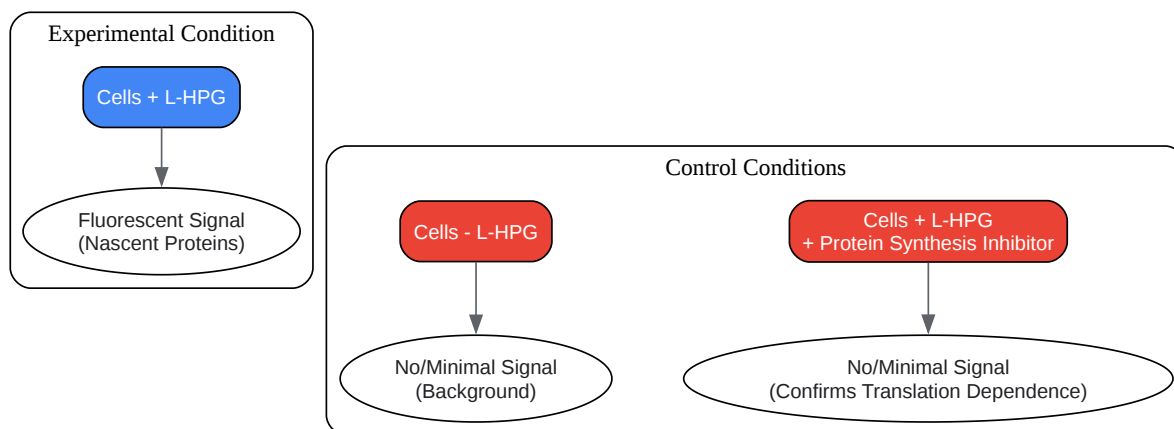 Experimental Condition
Cells + L-HPG
Fluorescent Signal
(Nascent Proteins)
Control Conditions
Cells - L-HPG
No/Minimal Signal
(Background)
Cells + L-HPG
+ Protein Synthesis Inhibitor
No/Minimal Signal
(Confirms Translation Dependence)